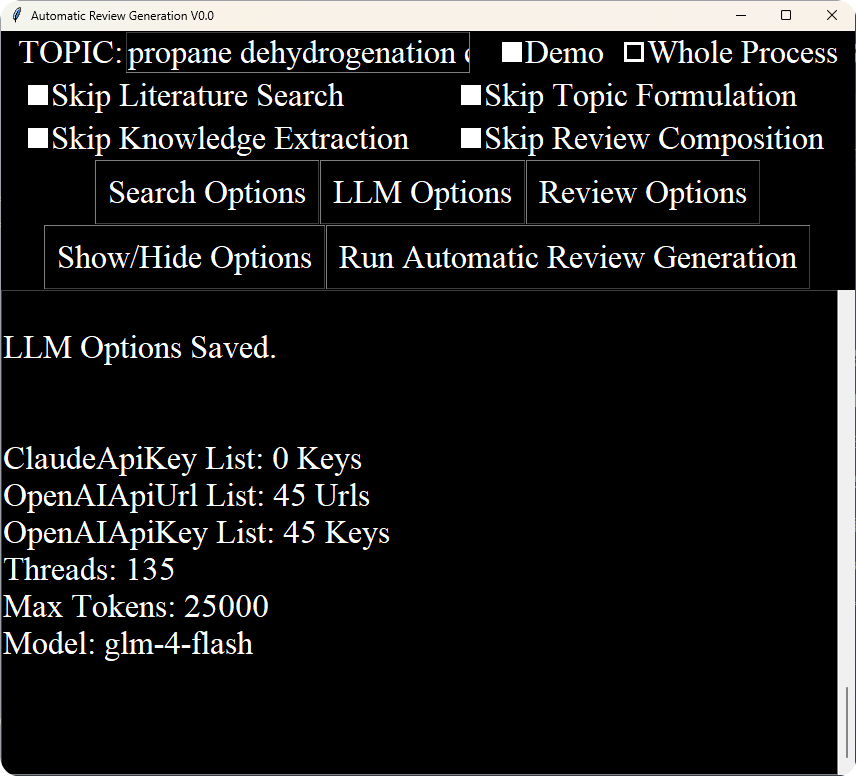 Automatic Review Generation V0.0
TOPIC: propane dehydrogenation Demo Whole Process
Skip Literature Search Skip Topic Formulation
Skip Knowledge Extraction Skip Review Composition
Search Options LLM Options Review Options
Show/Hide Options Run Automatic Review Generation
LLM Options Saved.
ClaudeApiKey List: 0 Keys
OpenAIApiUrl List: 45 Urls
OpenAIApiKey List: 45 Keys
Threads: 135
Max Tokens: 25000
Model: glm-4-flash